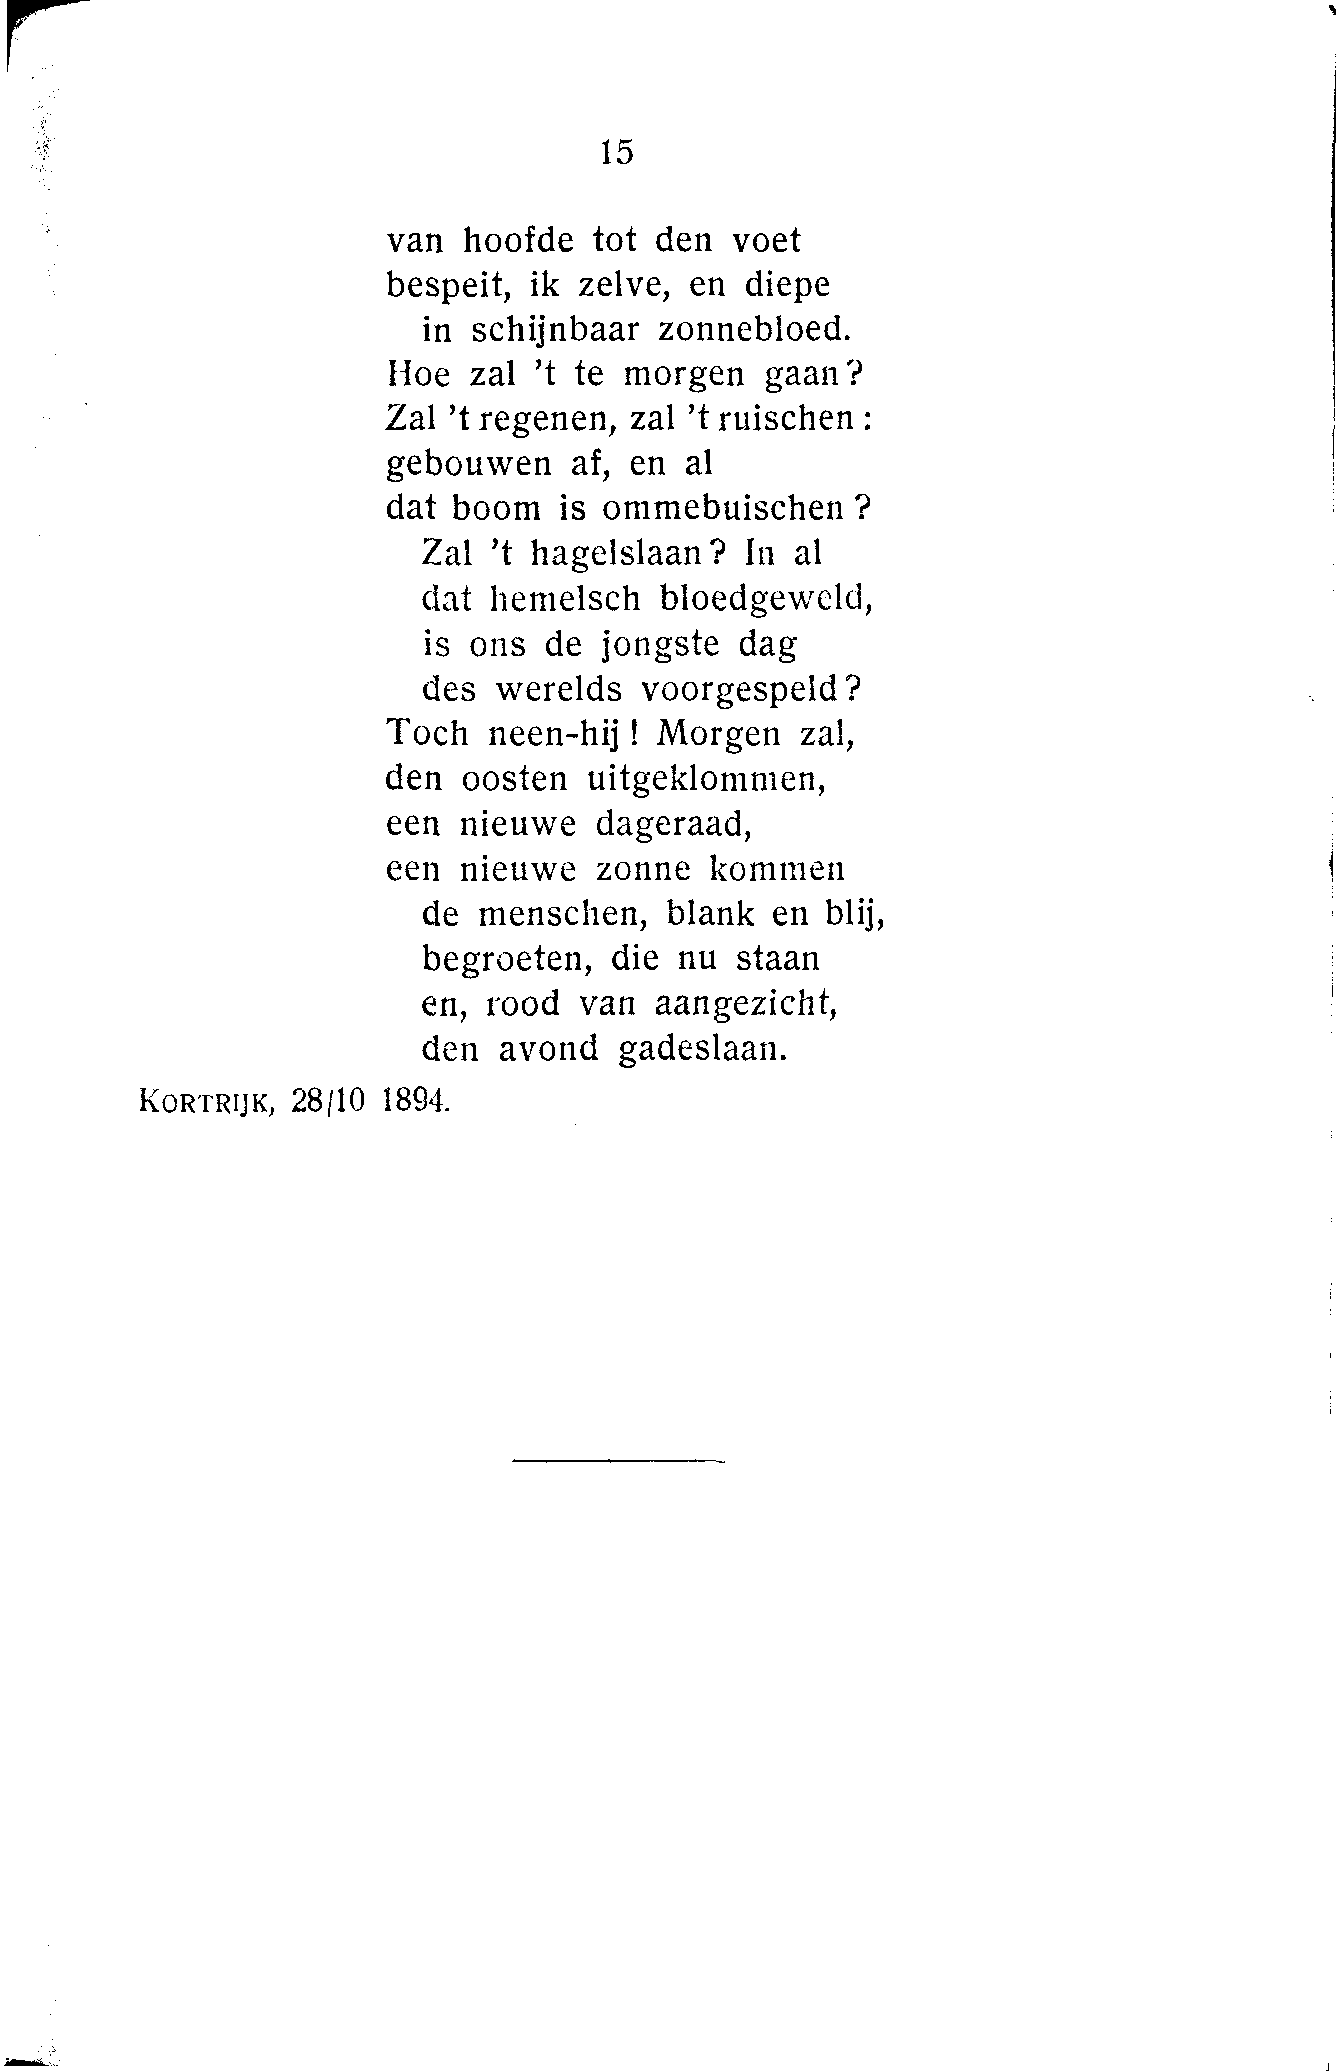 15
van hoofde tot den voet
bespeit, ik zelve, en diepe
in schijnbaar zonnebloed.
Hoe zal 't te morgen gaan?
Zal 't regenen, zal 't ruischen :
gebouwen af, en al
dat boom is ommebuischen ?
Zal 't hagelslaan? In al
dat hemelsch bloedgeweld,
is ons de jongste dag
des werelds voorgespeld?
Toch neen-hij ! Morgen zal,
den oosten uitgeklommen,
een nieuwe dageraad,
een nieuwe zonne kommen
de menschen, blank en blij,
begroeten, die nu staan
en, rood van aangezicht,
den avond gadeslaan.
KORTRIJK, 28/10 1894.